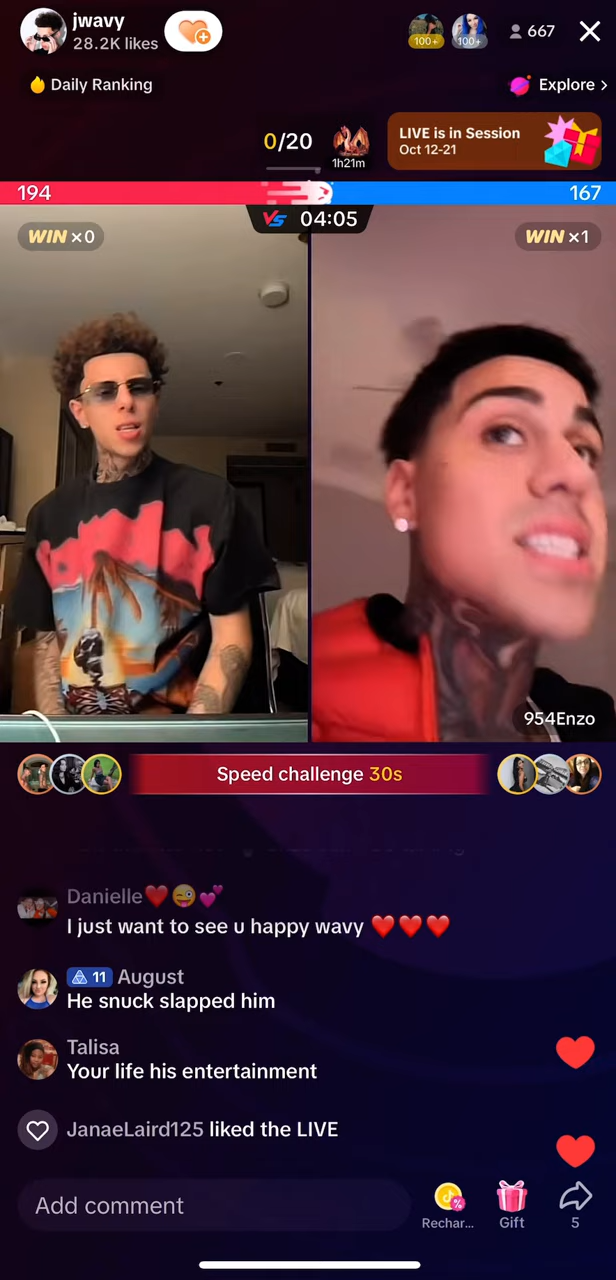 jwavy
28.2K likes
100+
100+
667
Daily Ranking
Explore >
0/20
1h21m
LIVE is in Session
Oct 12-21
194
167
VS 04:05
WIN ×0
WIN ×1
954Enzo
Speed challenge 30s
Danielle❤️😜💕
I just want to see u happy wavy ❤️❤️❤️
11 August
He snuck slapped him
Talisa
Your life his entertainment
JanaeLaird125 liked the LIVE
Add comment
Rechar...
Gift
5